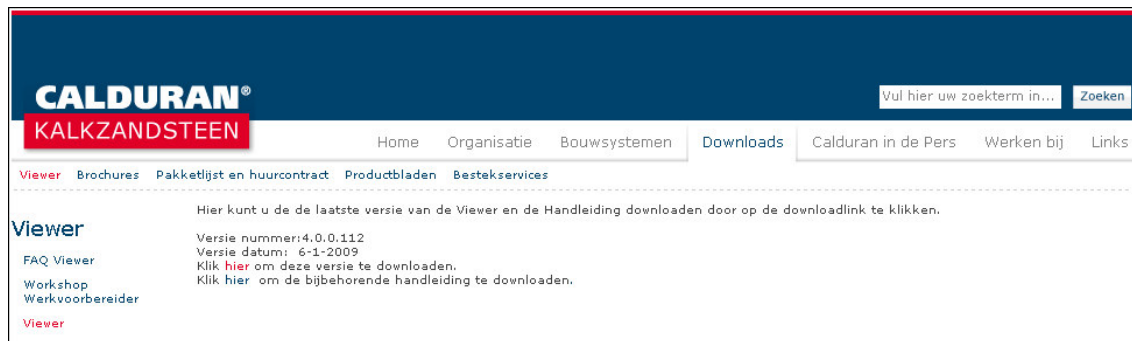 CALDURAN®
KALKZANDSTEEN
Vul hier uw zoekterm in... Zoeken
Home Organisatie Bouwsystemen Downloads Calduran in de Pers Werken bij Links
Viewer Brochures Pakketlijst en huurcontract Productbladen Bestekservices
Viewer
FAQ Viewer
Workshop
Werkvoorbereider
Viewer
Hier kunt u de de laatste versie van de Viewer en de Handleiding downloaden door op de downloadlink te klikken.
Versie nummer:4.0.0.112
Versie datum: 6-1-2009
Klik hier om deze versie te downloaden.
Klik hier om de bijbehorende handleiding te downloaden.